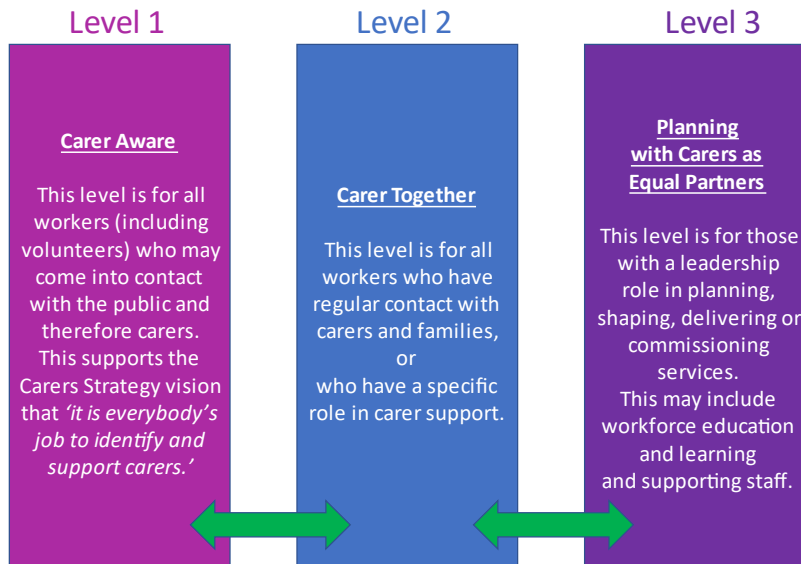 Level 1
Carer Aware
This level is for all
workers (including
volunteers) who may
come into contact
with the public and
therefore carers.
This supports the
Carers Strategy vision
that ‘it is everybody’s
job to identify and
support carers.’
Level 2
Carer Together
This level is for all
workers who have
regular contact with
carers and families,
or
who have a specific
role in carer support.
Level 3
Planning
with Carers as
Equal Partners
This level is for those
with a leadership
role in planning,
shaping, delivering or
commissioning
services.
This may include
workforce education
and learning
and supporting staff.